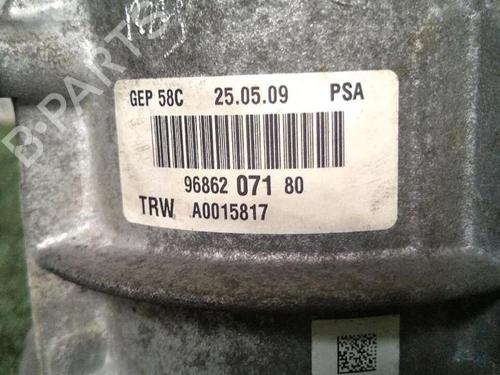 B-PARTS
GEP 58C 25.05.09 PSA
96862 071 80
TRW A0015817